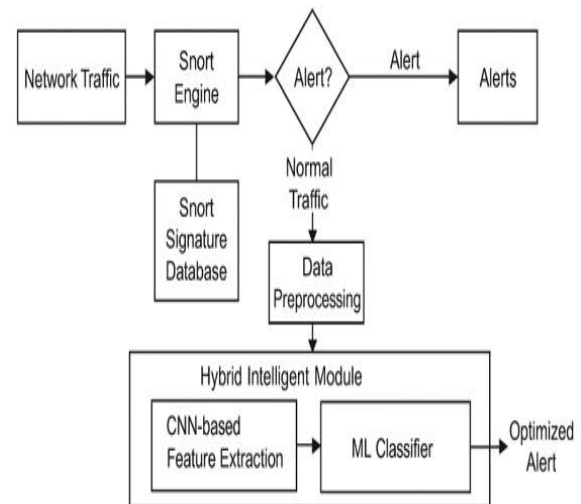 Network Traffic
Snort
Engine
Alert?
Alert
Alerts
Snort
Signature
Database
Normal
Traffic
Data
Preprocessing
Hybrid Intelligent Module
CNN-based
Feature Extraction
ML Classifier
Optimized
Alert